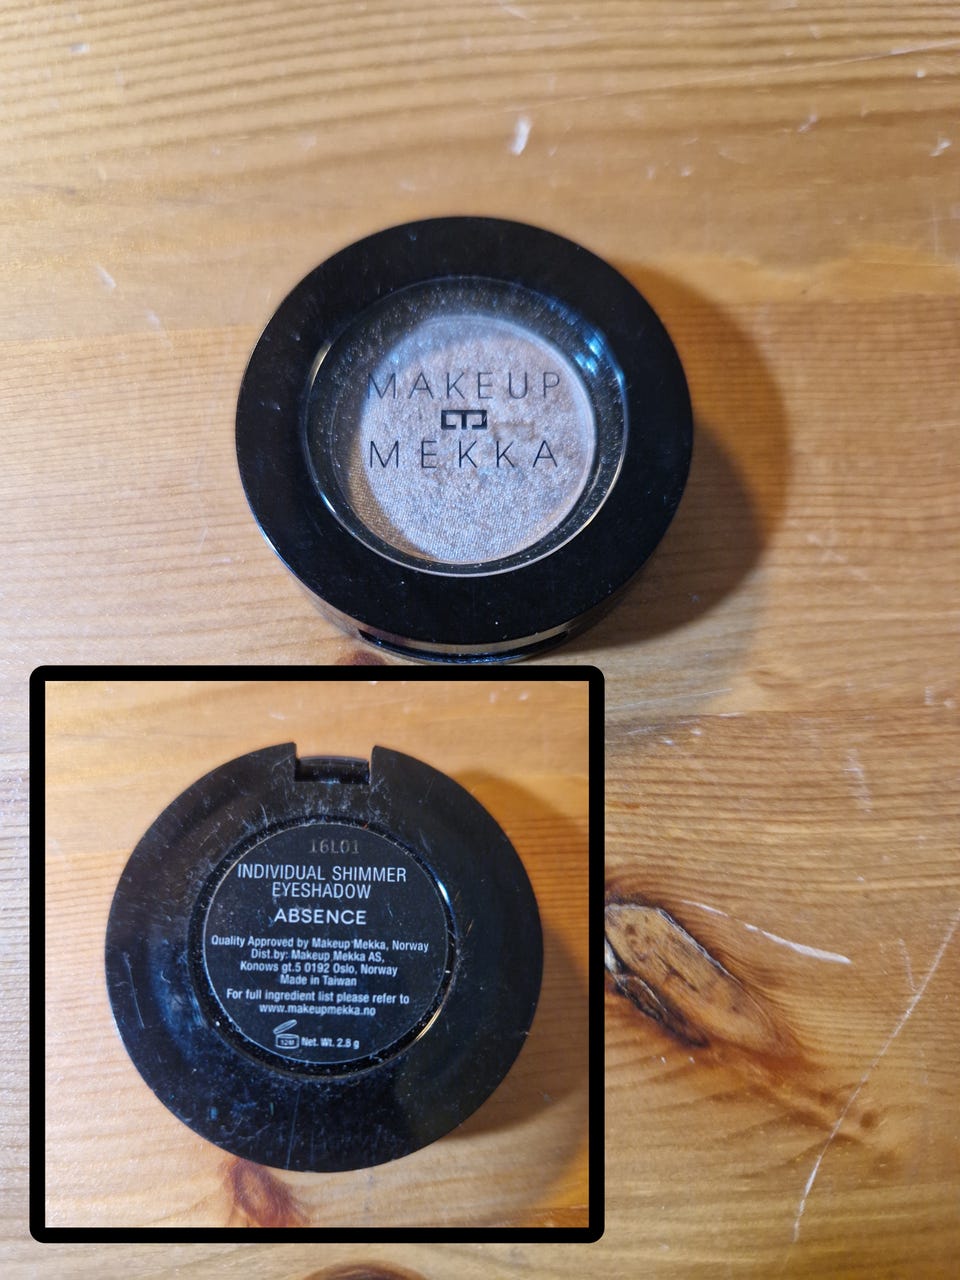 MAKEUP
MEKKA
16L01
INDIVIDUAL SHIMMER
EYESHADOW
ABSENCE
Quality Approved by Makeup Mekka, Norway
Dist.by: Makeup Mekka AS,
Konows gt.5 0192 Oslo, Norway
Made in Taiwan
For full ingredient list please refer to
www.makeupmekka.no
12M Net. Wt. 2.8 g